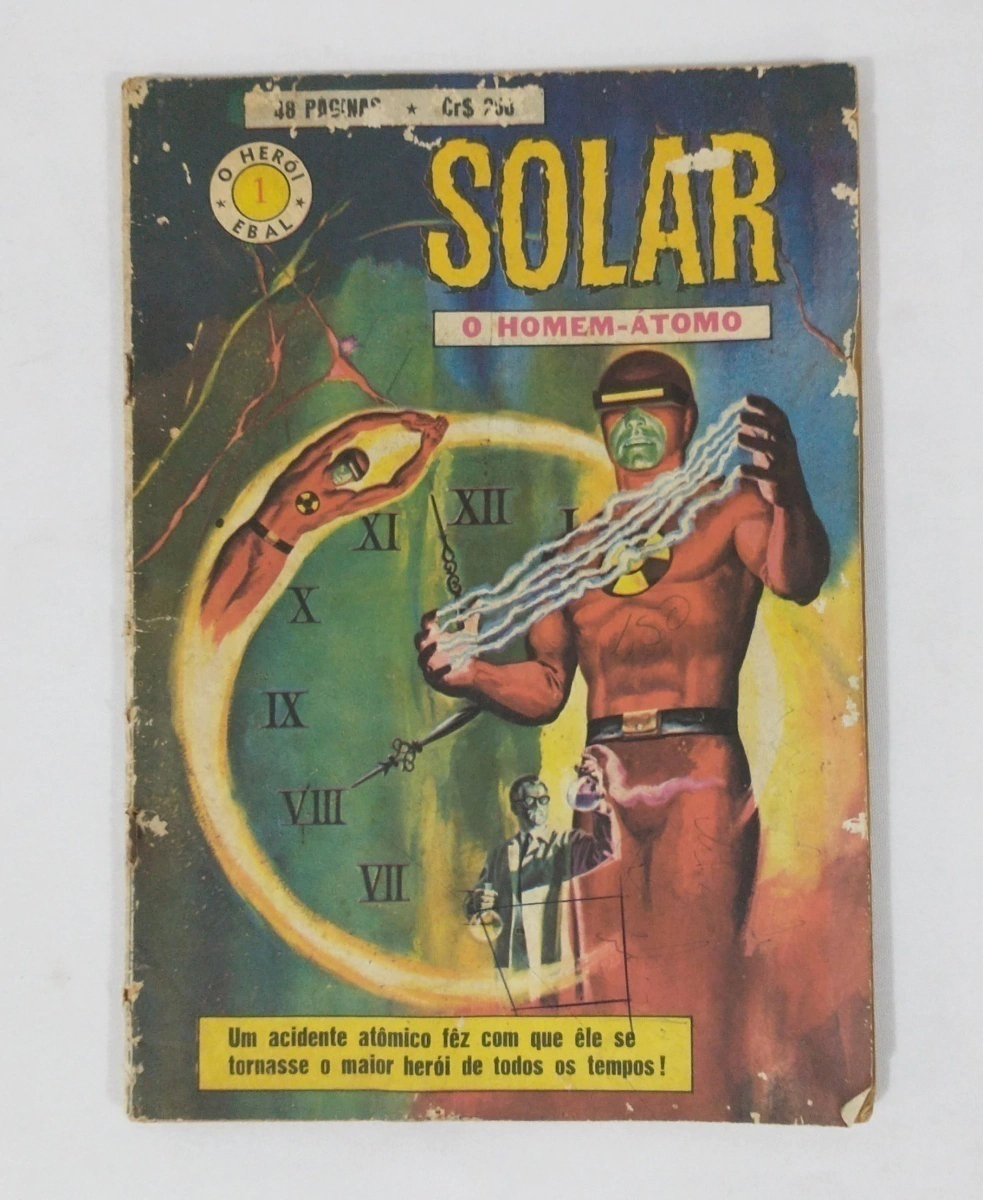 48 PÁGINAS ★ Cr$
★ O HERÓI ★ EBAL
1
SOLAR
O HOMEM-ÁTOMO
XI XII I
X
IX
VIII
VII
150
Um acidente atômico fêz com que êle se
tornasse o maior herói de todos os tempos!